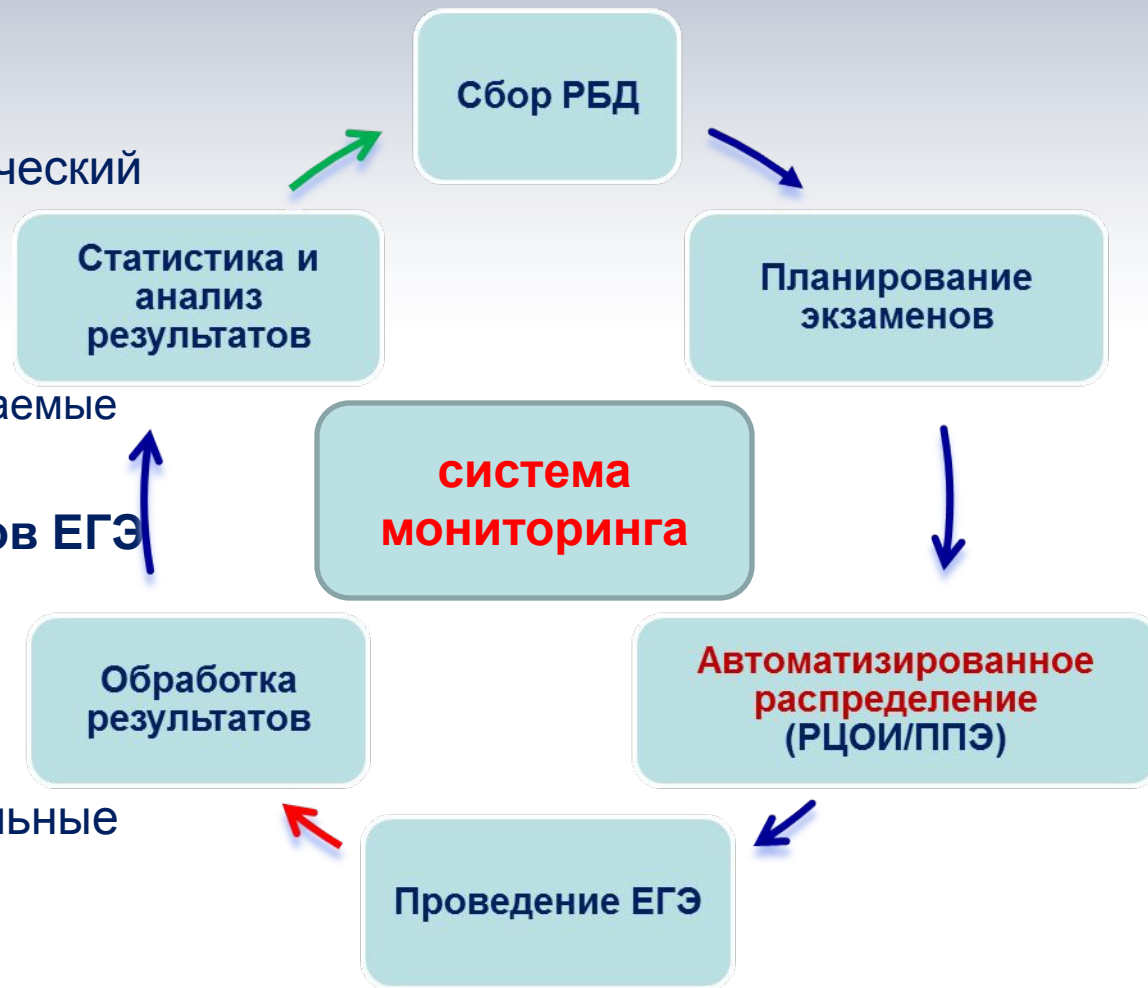 Сбор РБД
ческий
Статистика и
анализ
результатов
Планирование
экзаменов
аемые
система
мониторинга
ов ЕГЭ
Обработка
результатов
Автоматизированное
распределение
(РЦОИ/ППЭ)
льные
Проведение ЕГЭ